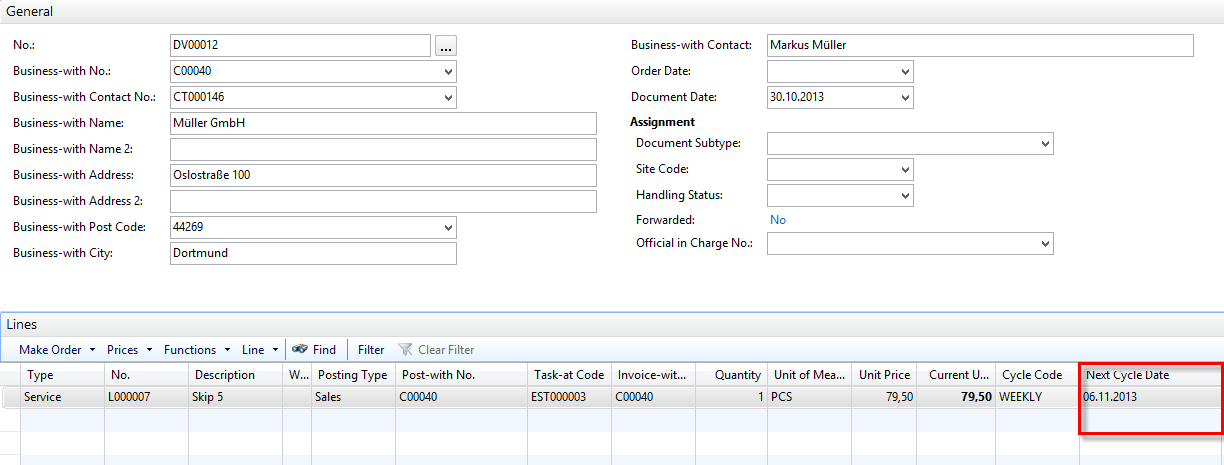 General
No.: DV00012 ...
Business-with No.: C00040
Business-with Contact No.: CT000146
Business-with Name: Müller GmbH
Business-with Name 2:
Business-with Address: Oslostraße 100
Business-with Address 2:
Business-with Post Code: 44269
Business-with City: Dortmund
Business-with Contact: Markus Müller
Order Date:
Document Date: 30.10.2013
Assignment
Document Subtype:
Site Code:
Handling Status:
Forwarded: No
Official in Charge No.:
Lines
Make Order Prices Functions Line Find Filter Clear Filter
Type No. Description W... Posting Type Post-with No. Task-at Code Invoice-wit... Quantity Unit of Mea... Unit Price Current U... Cycle Code Next Cycle Date
Service L000007 Skip 5 Sales C00040 EST000003 C00040 1 PCS 79,50 79,50 WEEKLY 06.11.2013